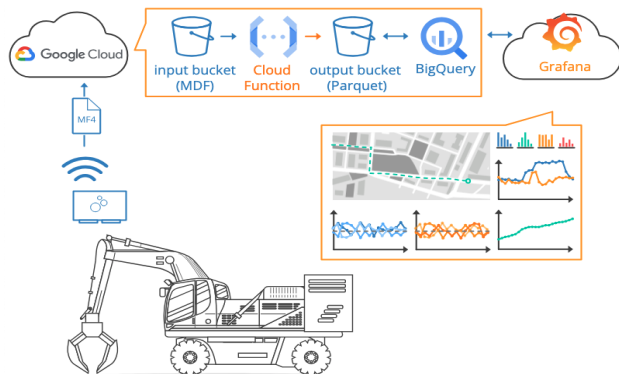 Google Cloud
input bucket
(MDF)
Cloud
Function
output bucket
(Parquet)
BigQuery
Grafana
MF4